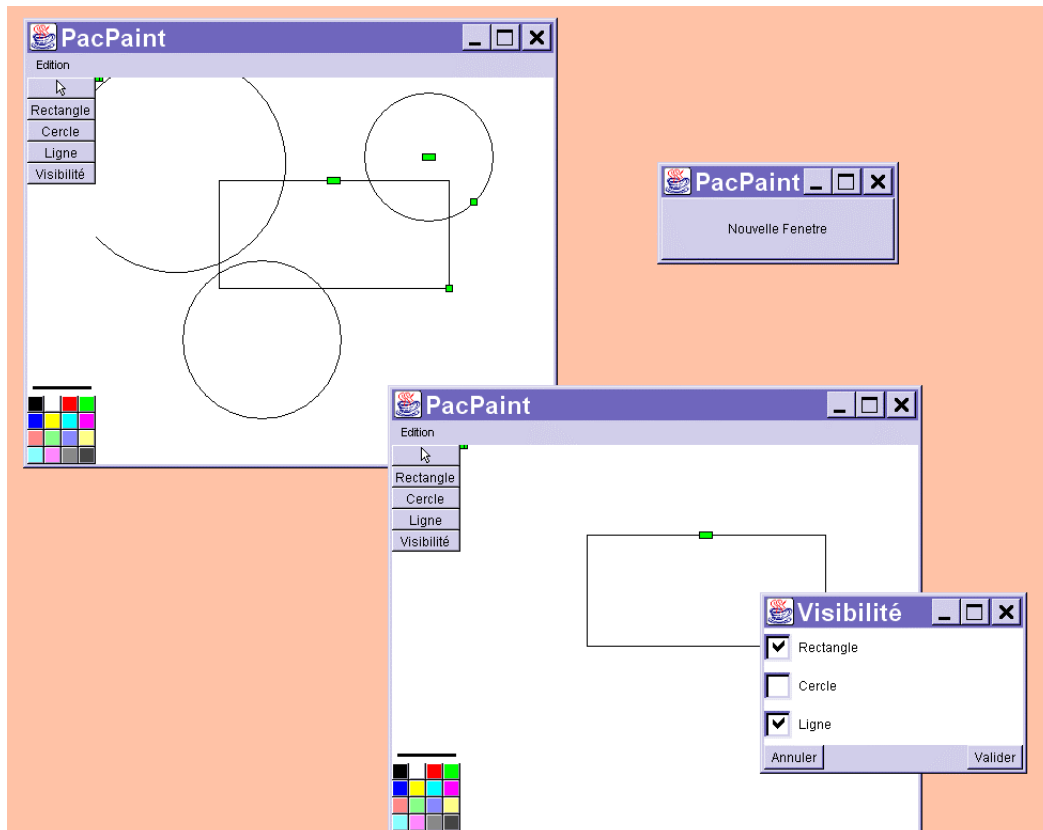 PacPaint
Edition
Rectangle
Cercle
Ligne
Visibilité
PacPaint
Nouvelle Fenetre
PacPaint
Edition
Rectangle
Cercle
Ligne
Visibilité
Visibilité
Rectangle
Cercle
Ligne
Annuler Valider